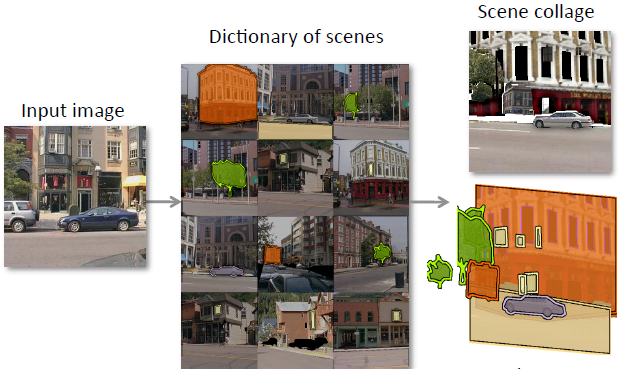 Scene collage
Dictionary of scenes
Input image